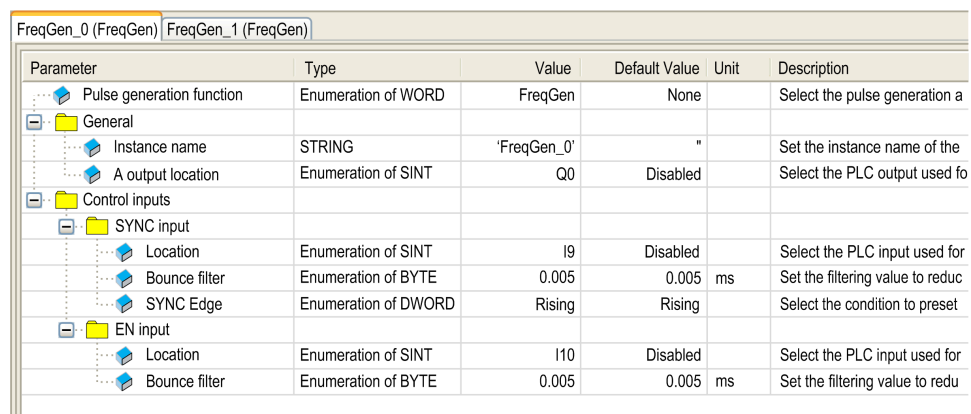 FreqGen_0 (FreqGen) FreqGen_1 (FreqGen)
Parameter Type Value Default Value Unit Description
Pulse generation function Enumeration of WORD FreqGen None Select the pulse generation a
General
Instance name STRING 'FreqGen_0' '' Set the instance name of the
A output location Enumeration of SINT Q0 Disabled Select the PLC output used fo
Control inputs
SYNC input
Location Enumeration of SINT I9 Disabled Select the PLC input used for
Bounce filter Enumeration of BYTE 0.005 0.005 ms Set the filtering value to reduc
SYNC Edge Enumeration of DWORD Rising Rising Select the condition to preset
EN input
Location Enumeration of SINT I10 Disabled Select the PLC input used for
Bounce filter Enumeration of BYTE 0.005 0.005 ms Set the filtering value to redu